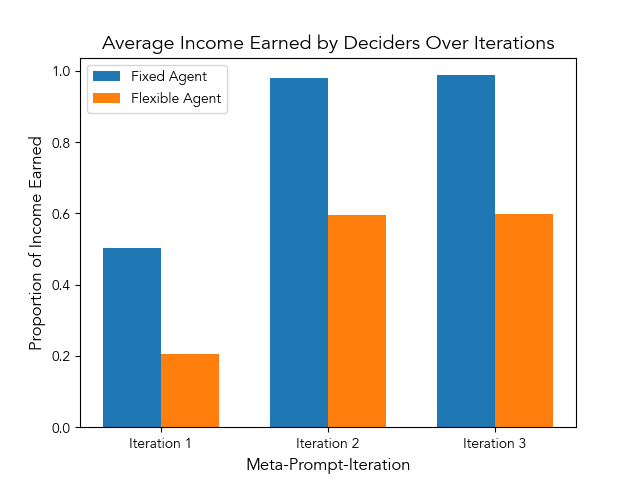 Average Income Earned by Deciders Over Iterations
Fixed Agent
Flexible Agent
Proportion of Income Earned
1.0
0.8
0.6
0.4
0.2
0.0
Iteration 1
Iteration 2
Iteration 3
Meta-Prompt-Iteration